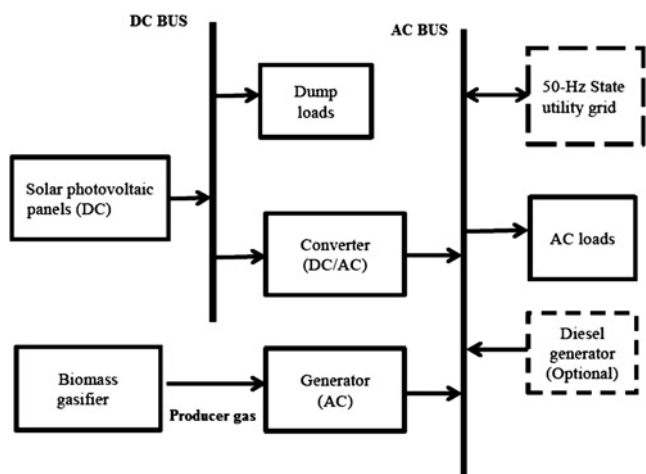 DC BUS
AC BUS
Dump
loads
50-Hz State
utility grid
Solar photovoltaic
panels (DC)
Converter
(DC/AC)
AC loads
Diesel
generator
(Optional)
Biomass
gasifier
Producer gas
Generator
(AC)